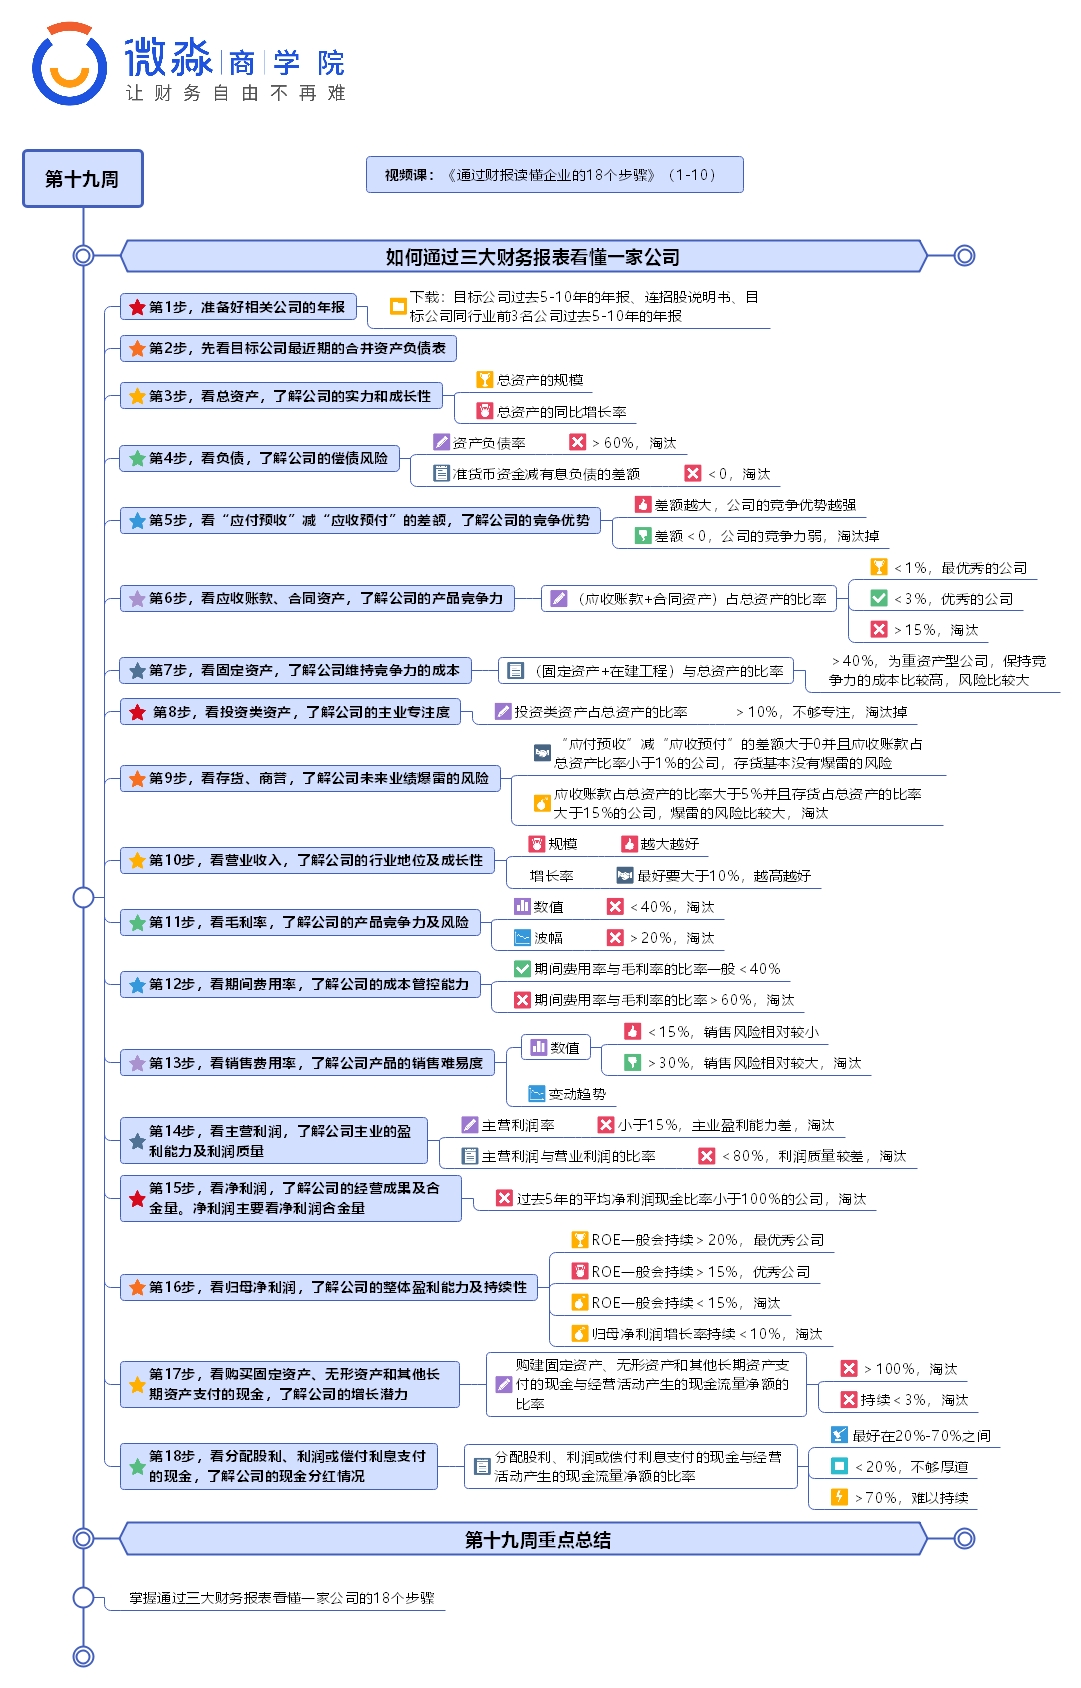 微淼商学院
让财务自由不再难
第十九周
视频课：《通过财报读懂企业的18个步骤》（1-10）
如何通过三大财务报表看懂一家公司
第1步，准备好相关公司的年报
下载：目标公司过去5-10年的年报、连招股说明书、目
标公司同行业前3名公司过去5-10年的年报
第2步，先看目标公司最近期的合并资产负债表
第3步，看总资产，了解公司的实力和成长性
总资产的规模
总资产的同比增长率
第4步，看负债，了解公司的偿债风险
资产负债率
＞60%，淘汰
准货币资金减有息负债的差额
＜0，淘汰
第5步，看“应付预收”减“应收预付”的差额，了解公司的竞争优势
差额越大，公司的竞争优势越强
差额＜0，公司的竞争力弱，淘汰掉
第6步，看应收账款、合同资产，了解公司的产品竞争力
（应收账款+合同资产）占总资产的比率
＜1%，最优秀的公司
＜3%，优秀的公司
＞15%，淘汰
第7步，看固定资产，了解公司维持竞争力的成本
（固定资产+在建工程）与总资产的比率
＞40%，为重资产型公司，保持竞
争力的成本比较高，风险比较大
第8步，看投资类资产，了解公司的主业专注度
投资类资产占总资产的比率
＞10%，不够专注，淘汰掉
第9步，看存货、商誉，了解公司未来业绩爆雷的风险
“应付预收”减“应收预付”的差额大于0并且应收账款占
总资产比率小于1%的公司，存货基本没有爆雷的风险
应收账款占总资产的比率大于5%并且存货占总资产的比率
大于15%的公司，爆雷的风险比较大，淘汰
第10步，看营业收入，了解公司的行业地位及成长性
规模
越大越好
增长率
最好要大于10%，越高越好
第11步，看毛利率，了解公司的产品竞争力及风险
数值
＜40%，淘汰
波幅
＞20%，淘汰
第12步，看期间费用率，了解公司的成本管控能力
期间费用率与毛利率的比率一般＜40%
期间费用率与毛利率的比率＞60%，淘汰
第13步，看销售费用率，了解公司产品的销售难易度
数值
＜15%，销售风险相对较小
＞30%，销售风险相对较大，淘汰
变动趋势
第14步，看主营利润，了解公司主业的盈
利能力及利润质量
主营利润率
小于15%，主业盈利能力差，淘汰
主营利润与营业利润的比率
＜80%，利润质量较差，淘汰
第15步，看净利润，了解公司的经营成果及含
金量。净利润主要看净利润含金量
过去5年的平均净利润现金比率小于100%的公司，淘汰
第16步，看归母净利润，了解公司的整体盈利能力及持续性
ROE一般会持续＞20%，最优秀公司
ROE一般会持续＞15%，优秀公司
ROE一般会持续＜15%，淘汰
归母净利润增长率持续＜10%，淘汰
第17步，看购买固定资产、无形资产和其他长
期资产支付的现金，了解公司的增长潜力
购建固定资产、无形资产和其他长期资产支
付的现金与经营活动产生的现金流量净额的
比率
＞100%，淘汰
持续＜3%，淘汰
第18步，看分配股利、利润或偿付利息支付
的现金，了解公司的现金分红情况
分配股利、利润或偿付利息支付的现金与经营
活动产生的现金流量净额的比率
最好在20%-70%之间
＜20%，不够厚道
＞70%，难以持续
第十九周重点总结
掌握通过三大财务报表看懂一家公司的18个步骤